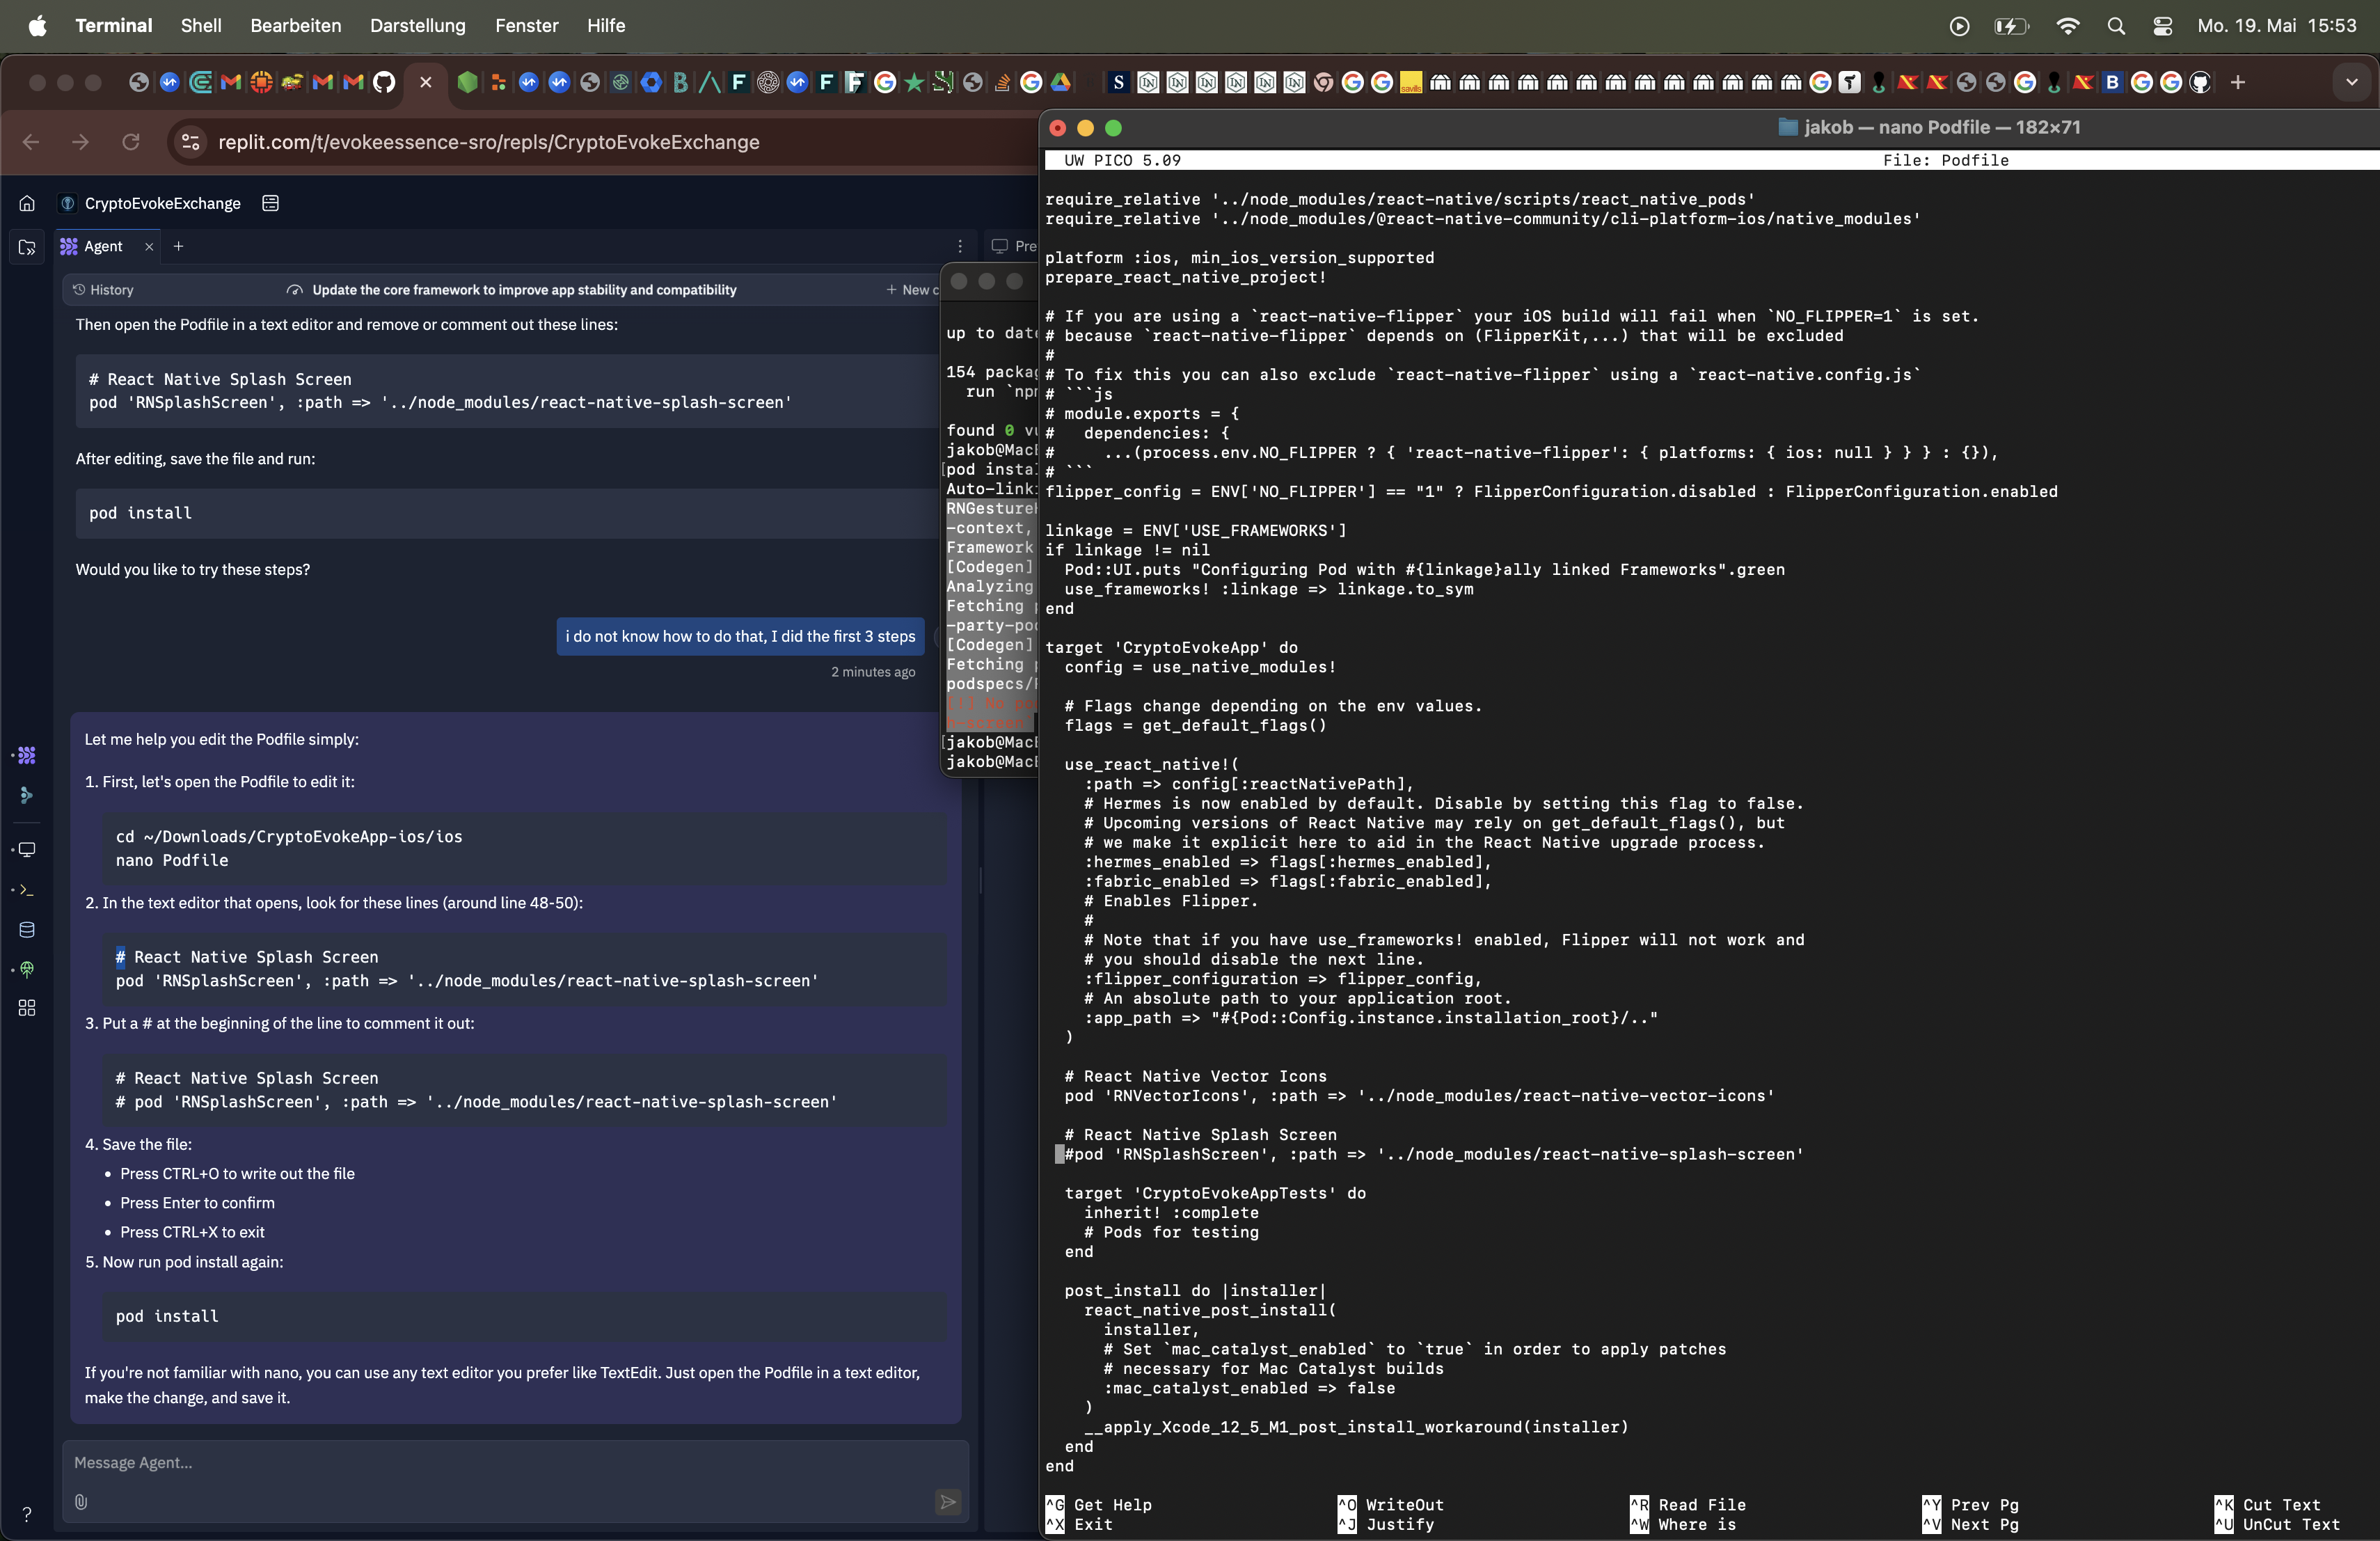 Terminal Shell Bearbeiten Darstellung Fenster Hilfe
Mo. 19. Mai 15:53
replit.com/t/evokeessence-sro/repls/CryptoEvokeExchange
CryptoEvokeExchange
Agent
Pre
History
Update the core framework to improve app stability and compatibility
+ New c
Then open the Podfile in a text editor and remove or comment out these lines:
# React Native Splash Screen
pod 'RNSplashScreen', :path => '../node_modules/react-native-splash-screen'
After editing, save the file and run:
pod install
Would you like to try these steps?
i do not know how to do that, I did the first 3 steps
2 minutes ago
Let me help you edit the Podfile simply:
1. First, let's open the Podfile to edit it:
cd ~/Downloads/CryptoEvokeApp-ios/ios
nano Podfile
2. In the text editor that opens, look for these lines (around line 48-50):
# React Native Splash Screen
pod 'RNSplashScreen', :path => '../node_modules/react-native-splash-screen'
3. Put a # at the beginning of the line to comment it out:
# React Native Splash Screen
# pod 'RNSplashScreen', :path => '../node_modules/react-native-splash-screen'
4. Save the file:
• Press CTRL+O to write out the file
• Press Enter to confirm
• Press CTRL+X to exit
5. Now run pod install again:
pod install
If you're not familiar with nano, you can use any text editor you prefer like TextEdit. Just open the Podfile in a text editor,
make the change, and save it.
Message Agent...
up to date
154 packag
run `npm
found 0 vu
jakob@MacB
[pod instal
Auto-linki
RNGestureH
-context,
Framework
[Codegen]
Analyzing
Fetching p
-party-pod
[Codegen]
Fetching p
podspecs/
h-screen
[jakob@MacB
jakob@MacB
jakob — nano Podfile — 182×71
UW PICO 5.09
File: Podfile
require_relative '../node_modules/react-native/scripts/react_native_pods'
require_relative '../node_modules/@react-native-community/cli-platform-ios/native_modules'
platform :ios, min_ios_version_supported
prepare_react_native_project!
# If you are using a `react-native-flipper` your iOS build will fail when `NO_FLIPPER=1` is set.
# because `react-native-flipper` depends on (FlipperKit,...) that will be excluded
#
# To fix this you can also exclude `react-native-flipper` using a `react-native.config.js`
# ```js
# module.exports = {
#   dependencies: {
#     ...(process.env.NO_FLIPPER ? { 'react-native-flipper': { platforms: { ios: null } } } : {}),
# ```
flipper_config = ENV['NO_FLIPPER'] == "1" ? FlipperConfiguration.disabled : FlipperConfiguration.enabled
linkage = ENV['USE_FRAMEWORKS']
if linkage != nil
  Pod::UI.puts "Configuring Pod with #{linkage}ally linked Frameworks".green
  use_frameworks! :linkage => linkage.to_sym
end
target 'CryptoEvokeApp' do
  config = use_native_modules!
  # Flags change depending on the env values.
  flags = get_default_flags()
  use_react_native!(
    :path => config[:reactNativePath],
    # Hermes is now enabled by default. Disable by setting this flag to false.
    # Upcoming versions of React Native may rely on get_default_flags(), but
    # we make it explicit here to aid in the React Native upgrade process.
    :hermes_enabled => flags[:hermes_enabled],
    :fabric_enabled => flags[:fabric_enabled],
    # Enables Flipper.
    #
    # Note that if you have use_frameworks! enabled, Flipper will not work and
    # you should disable the next line.
    :flipper_configuration => flipper_config,
    # An absolute path to your application root.
    :app_path => "#{Pod::Config.instance.installation_root}/.."
  )
  # React Native Vector Icons
  pod 'RNVectorIcons', :path => '../node_modules/react-native-vector-icons'
  # React Native Splash Screen
  #pod 'RNSplashScreen', :path => '../node_modules/react-native-splash-screen'
  target 'CryptoEvokeAppTests' do
    inherit! :complete
    # Pods for testing
  end
  post_install do |installer|
    react_native_post_install(
      installer,
      # Set `mac_catalyst_enabled` to `true` in order to apply patches
      # necessary for Mac Catalyst builds
      :mac_catalyst_enabled => false
    )
    __apply_Xcode_12_5_M1_post_install_workaround(installer)
  end
end
^G Get Help ^O WriteOut ^R Read File ^Y Prev Pg ^K Cut Text
^X Exit ^J Justify ^W Where is ^V Next Pg ^U UnCut Text